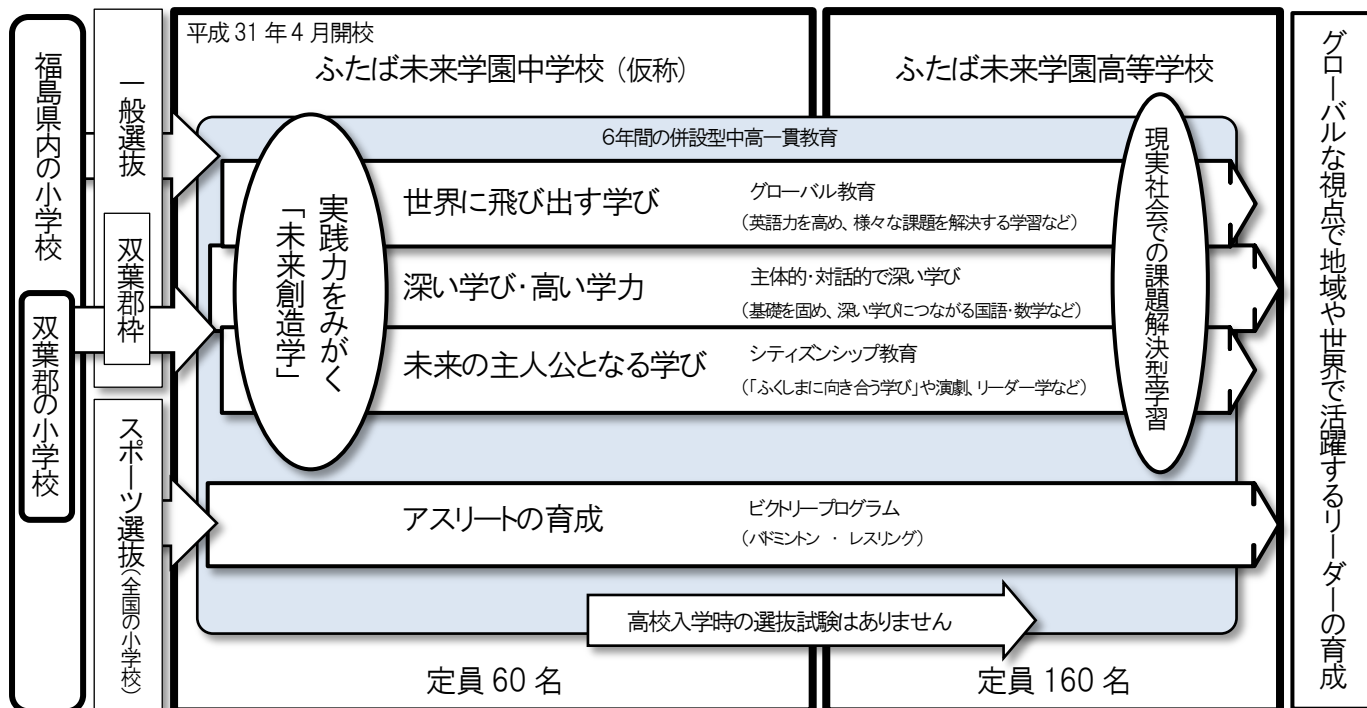 福島県内の小学校
双葉郡の小学校
一般選抜
双葉郡枠
スポーツ選抜(全国の小学校)
平成31年4月開校
ふたば未来学園中学校(仮称)
ふたば未来学園高等学校
6年間の併設型中高一貫教育
実践力をみがく
「未来創造学」
世界に飛び出す学び
グローバル教育
(英語力を高め、様々な課題を解決する学習など)
深い学び・高い学力
主体的・対話的で深い学び
(基礎を固め、深い学びにつながる国語・数学など)
未来の主人公となる学び
シティズンシップ教育
(「ふくしまに向き合う学び」や演劇、リーダー学など)
現実社会での課題解決型学習
アスリートの育成
ビクトリープログラム
(バドミントン ・ レスリング)
高校入学時の選抜試験はありません
定員60名
定員160名
グローバルな視点で地域や世界で活躍するリーダーの育成